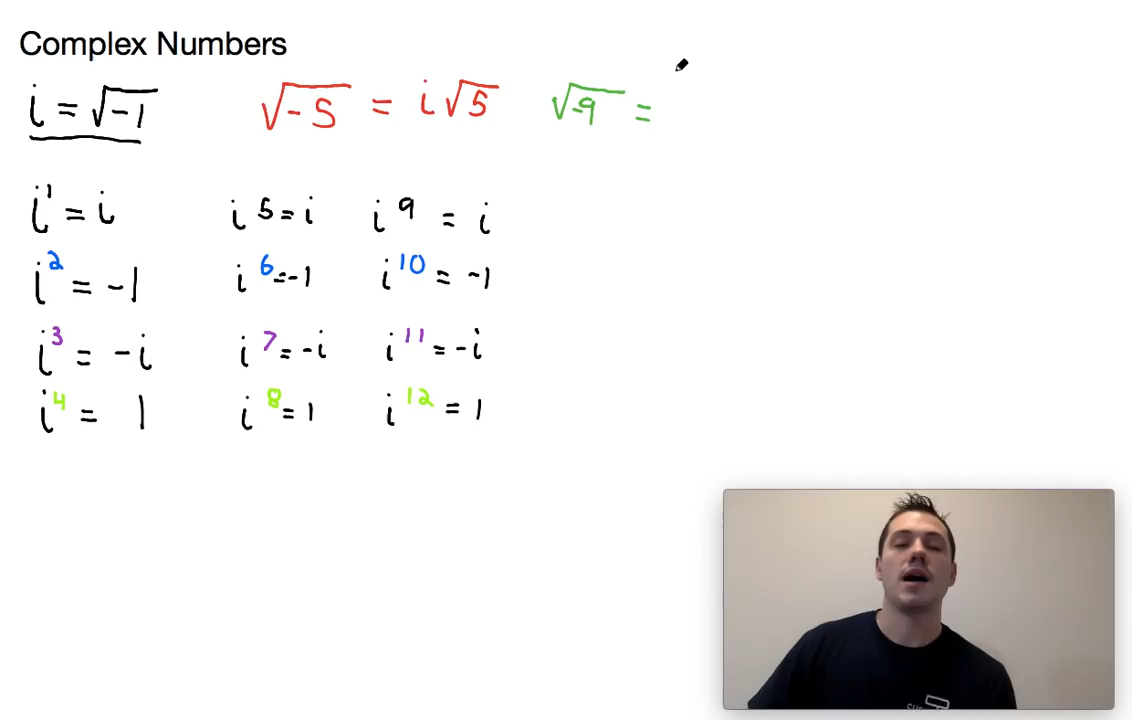 Complex Numbers
i = √-1 √-5 = i√5 √-9 =
i¹ = i i⁵ = i i⁹ = i
i² = -1 i⁶ = -1 i¹⁰ = -1
i³ = -i i⁷ = -i i¹¹ = -i
i⁴ = 1 i⁸ = 1 i¹² = 1